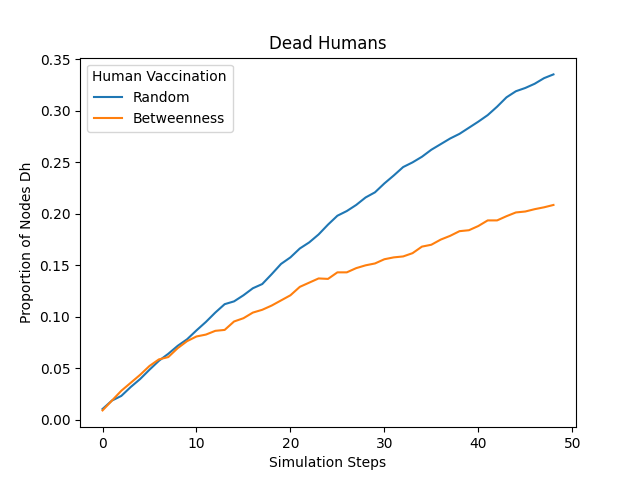 Dead Humans
Human Vaccination
Random
Betweenness
Proportion of Nodes Dh
0.35
0.30
0.25
0.20
0.15
0.10
0.05
0.00
0 10 20 30 40 50
Simulation Steps